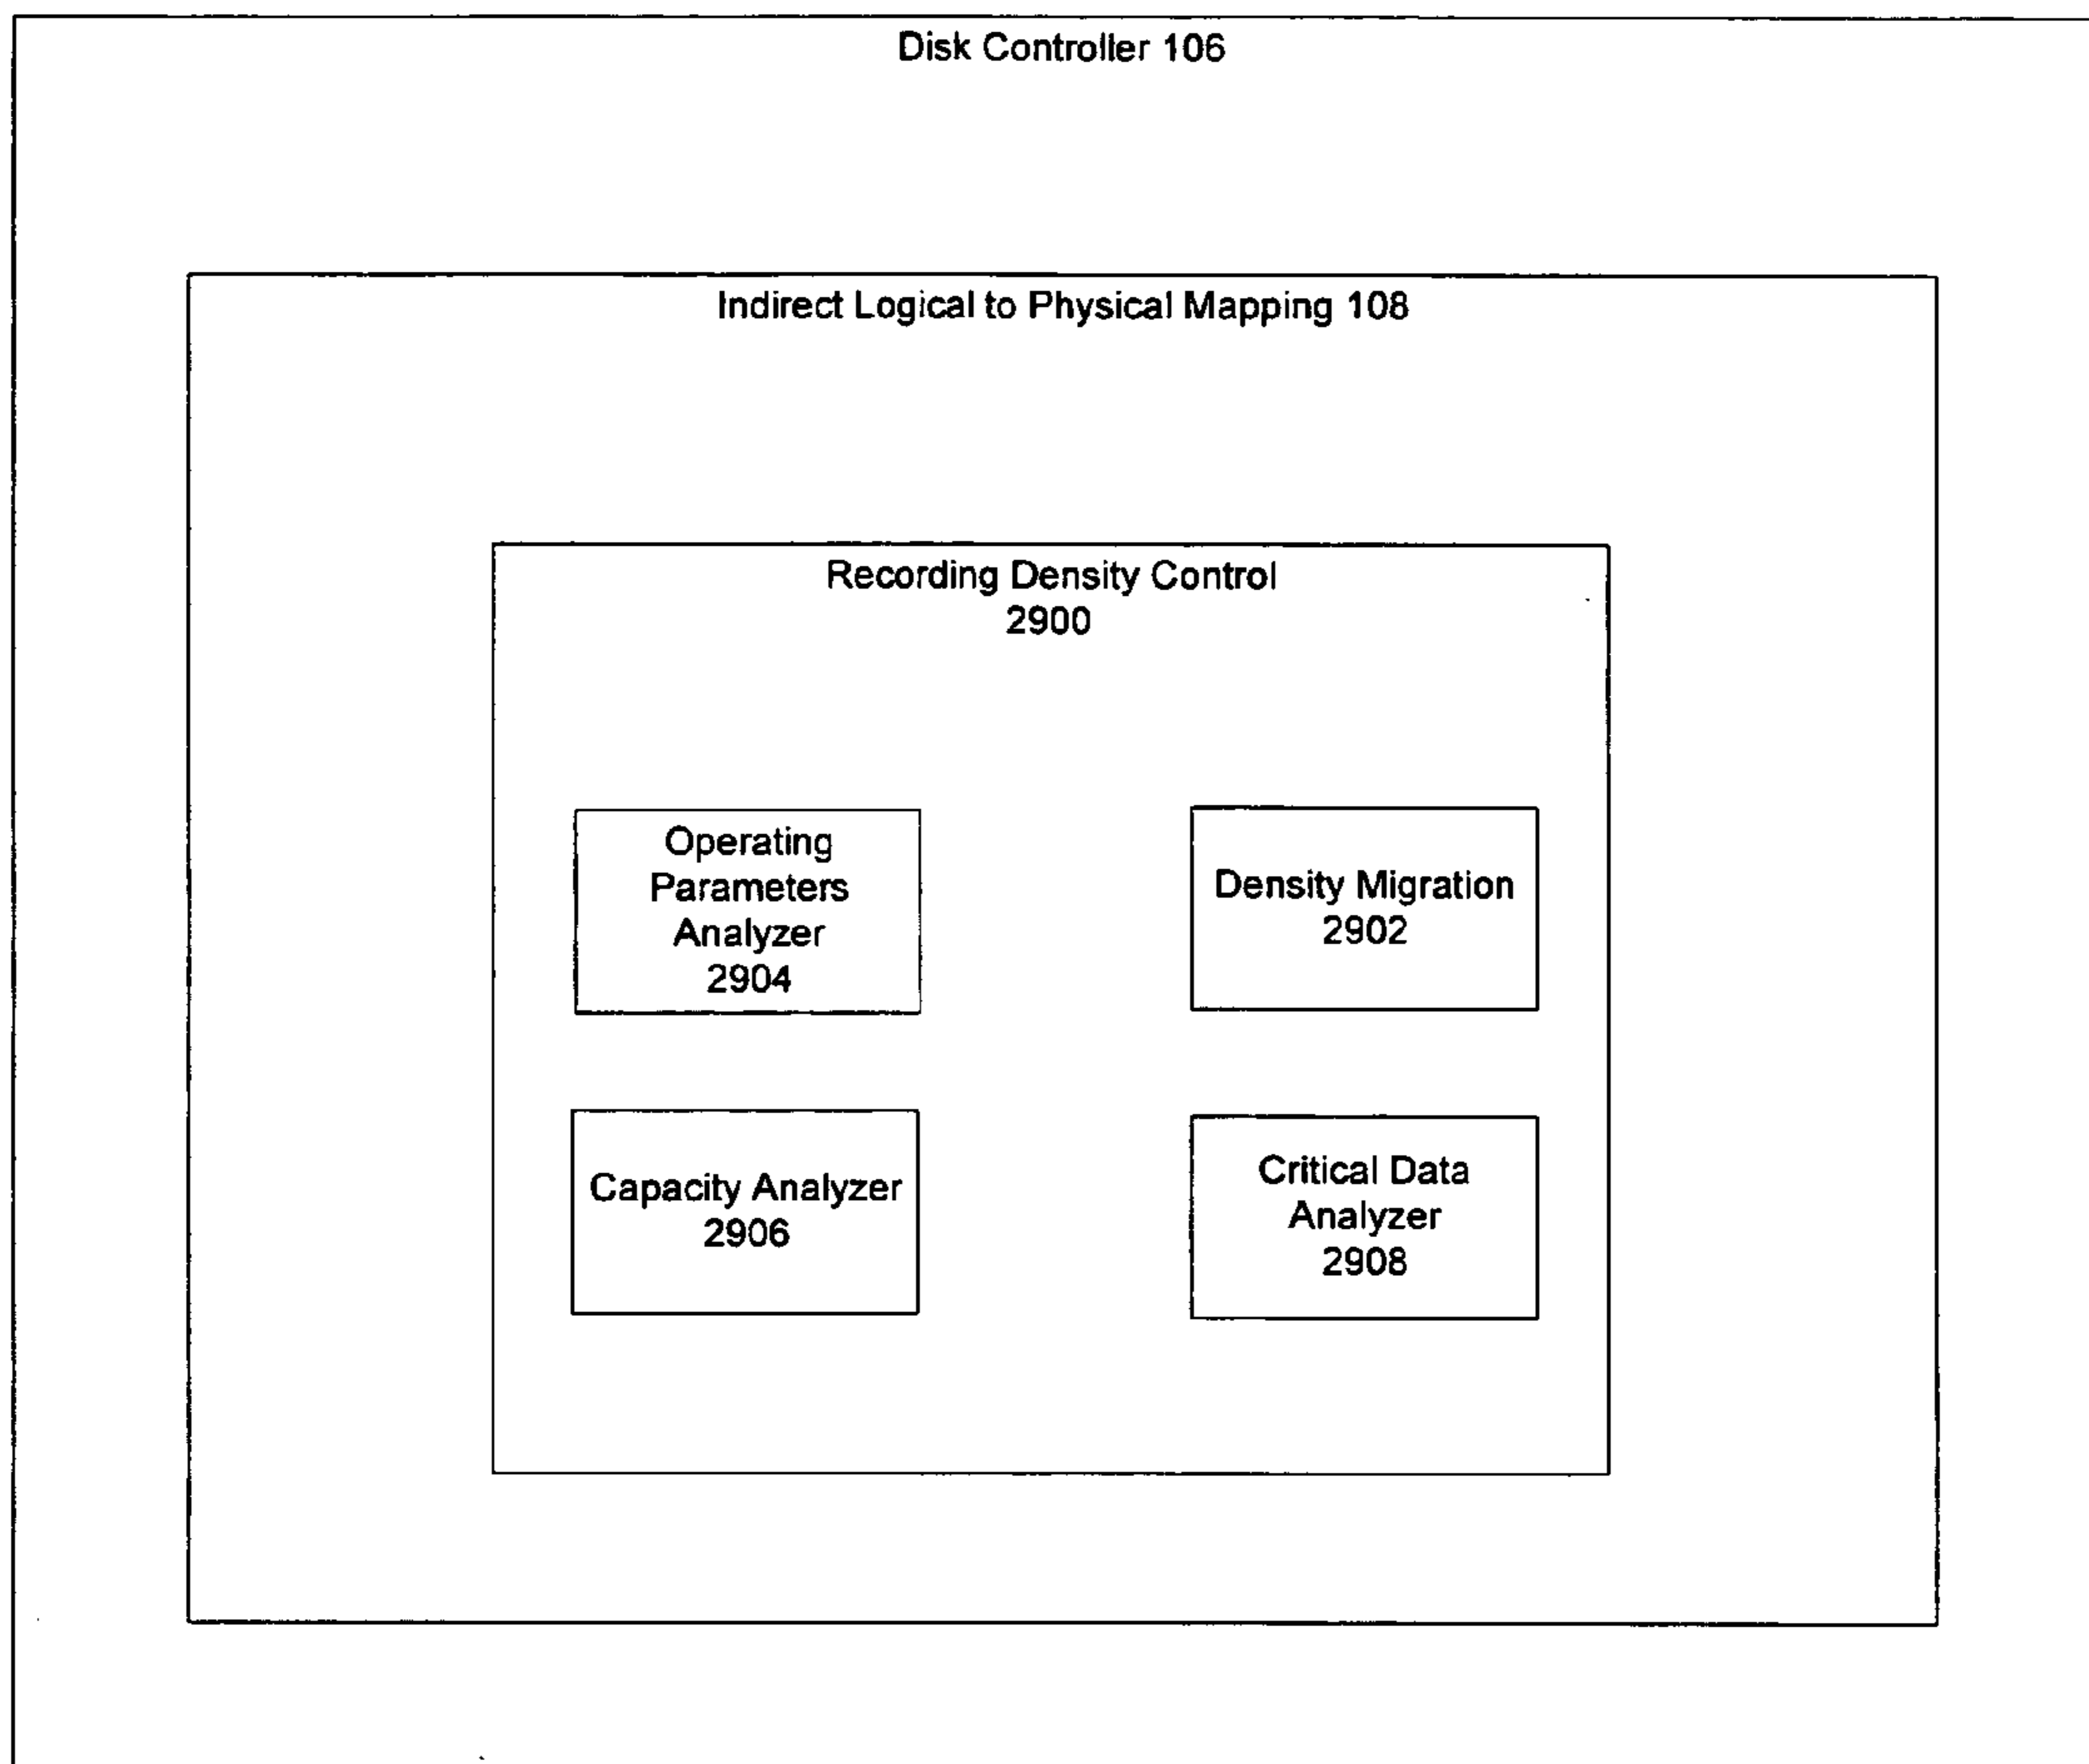 Disk Controller 106
Indirect Logical to Physical Mapping 108
Recording Density Control
2900
Operating
Parameters
Analyzer
2904
Density Migration
2902
Capacity Analyzer
2906
Critical Data
Analyzer
2908